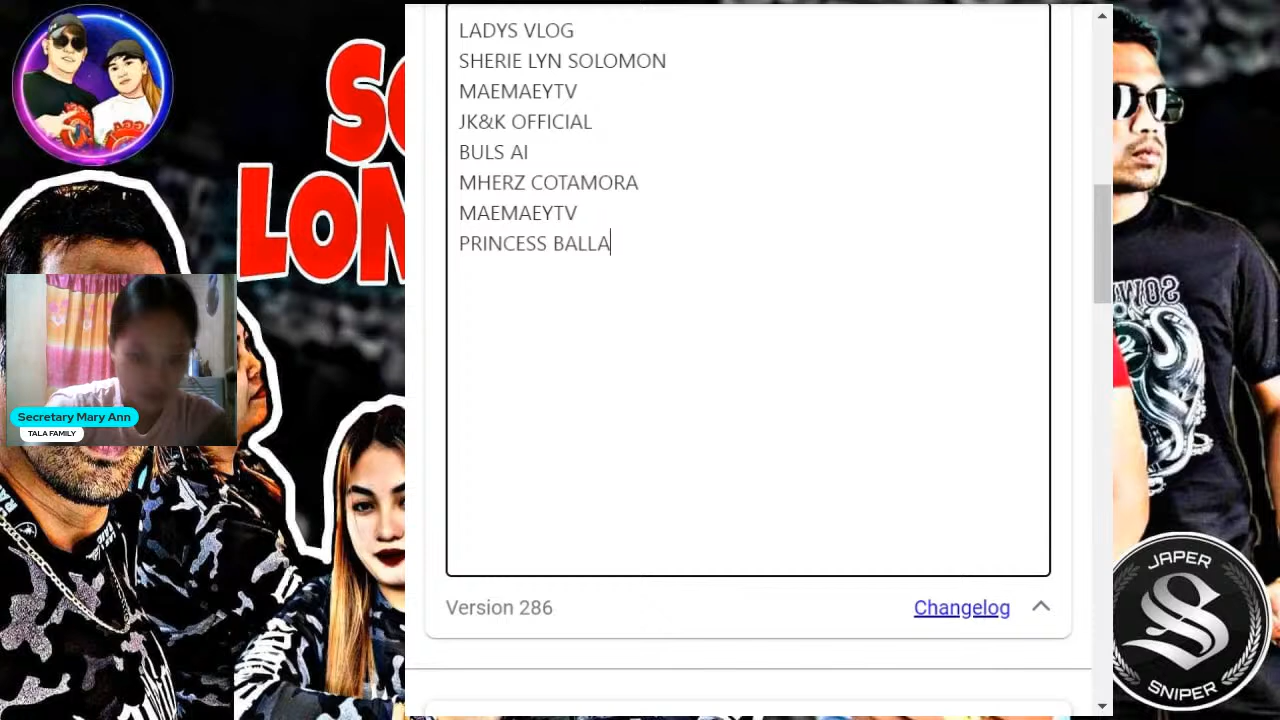 LADYS VLOG
SHERIE LYN SOLOMON
MAEMAEYTV
JK&K OFFICIAL
BULS AI
MHERZ COTAMORA
MAEMAEYTV
PRINCESS BALLA
Version 286
Changelog
Secretary Mary Ann
TALA FAMILY
JAPER
SNIPER